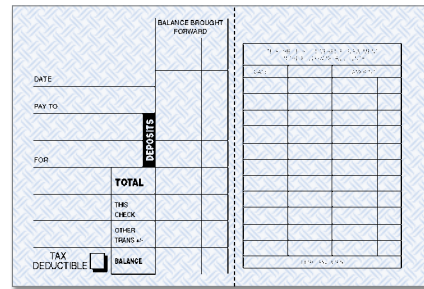 BALANCE BROUGHT
FORWARD
DATE
PAY TO
DEPOSITS
FOR
TOTAL
THIS
CHECK
OTHER
TRANS +/-
TAX
DEDUCTIBLE
BALANCE